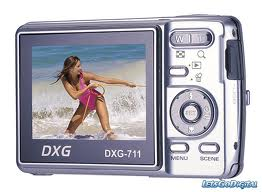 W T
DXG DXG-711
MENU SCENE
LETSGODIGITAL